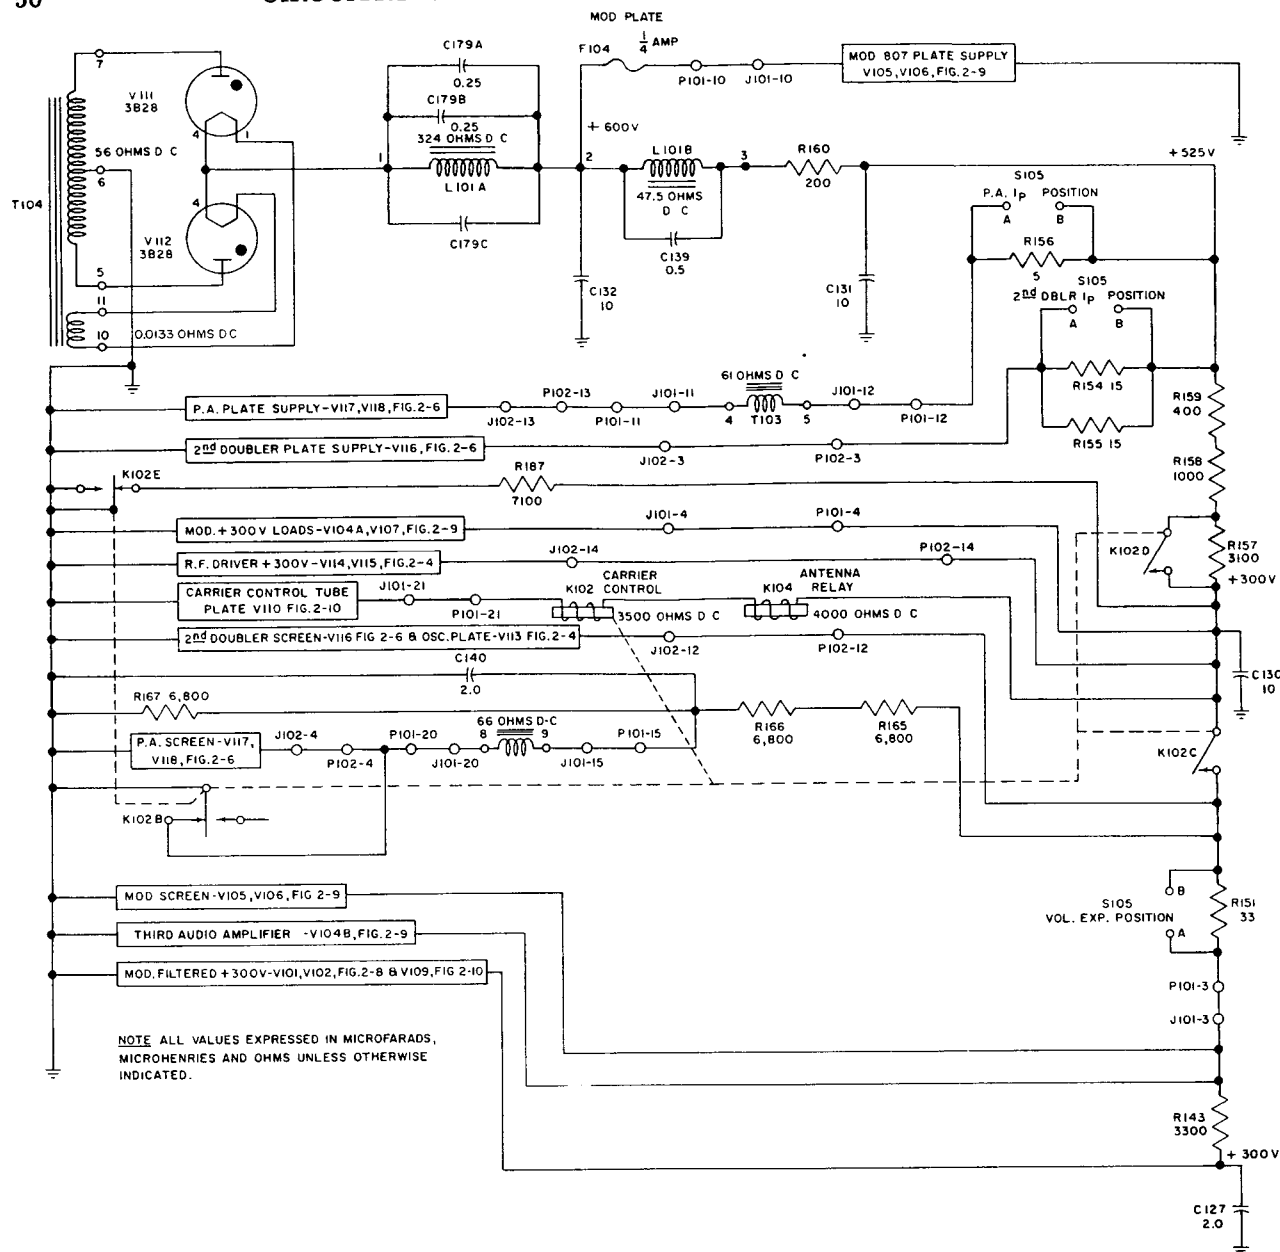 50
MOD PLATE
F104 1/4 AMP
P101-10 J101-10
MOD 807 PLATE SUPPLY
V105, V106, FIG. 2-9
C179A
0.25
C179B
0.25
324 OHMS D C
L101A
C179C
7
V111
3B28
4 1
56 OHMS D C
6
T104
4
V112
3B28
5
11
10
0.0133 OHMS DC
1
+ 600V
2
L101B
47.5 OHMS
D C
C139
0.5
3
R160
200
+525V
C132
10
C131
10
S105
P.A. Ip POSITION
A B
R156
5
S105
2nd DBLR Ip POSITION
A B
R154 15
R155 15
R159
400
R158
1000
P.A. PLATE SUPPLY-V117, V118, FIG. 2-6
J102-13
P102-13
P101-11
J101-11
61 OHMS D C
4 T103 5
J101-12
P101-12
2nd DOUBLER PLATE SUPPLY-V116, FIG. 2-6
J102-3
P102-3
K102E
R187
7100
MOD. +300V LOADS-V104A, V107, FIG. 2-9
J101-4
P101-4
K102D
R157
3100
+300V
R.F. DRIVER +300V-V114, V115, FIG. 2-4
J102-14
P102-14
CARRIER CONTROL TUBE
PLATE V110 FIG. 2-10
J101-21
P101-21
K102
CARRIER
CONTROL
3500 OHMS D C
K104
ANTENNA
RELAY
4000 OHMS D C
2nd DOUBLER SCREEN-V116 FIG 2-6 & OSC. PLATE-V113 FIG. 2-4
J102-12
P102-12
C140
2.0
C130
10
R167 6,800
R166
6,800
R165
6,800
P.A. SCREEN-V117,
V118, FIG. 2-6
J102-4
P102-4
P101-20
J101-20
66 OHMS D-C
8 9
J101-15
P101-15
K102C
K102B
MOD SCREEN-V105, V106, FIG 2-9
THIRD AUDIO AMPLIFIER -V104B, FIG. 2-9
MOD. FILTERED +300V-V101, V102, FIG. 2-8 & V109, FIG 2-10
S105
VOL. EXP. POSITION
B
A
R151
33
P101-3
J101-3
NOTE ALL VALUES EXPRESSED IN MICROFARADS,
MICROHENRIES AND OHMS UNLESS OTHERWISE
INDICATED.
R143
3300
+ 300V
C127
2.0